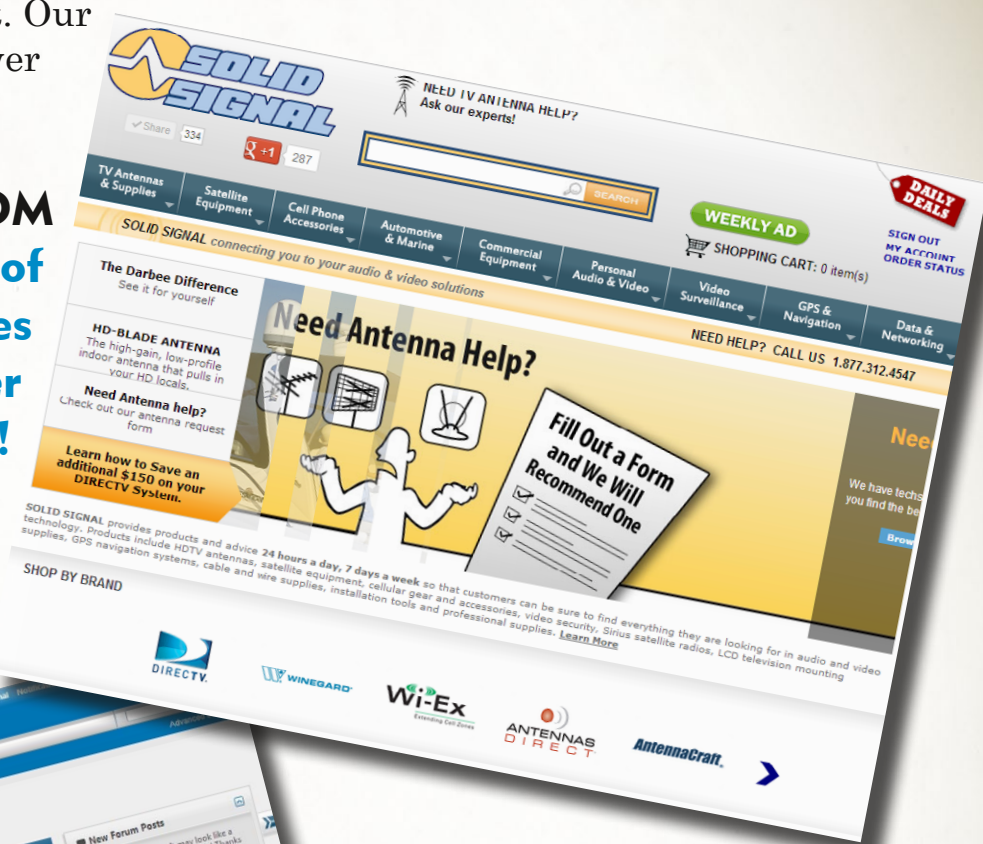 . Our
ver
OM
of
es
er
!
SOLID
SIGNAL
NEED TV ANTENNA HELP?
Ask our experts!
Share 334
+1 287
SEARCH
DAILY
DEALS
WEEKLY AD
SHOPPING CART: 0 item(s)
SIGN OUT
MY ACCOUNT
ORDER STATUS
TV Antennas
& Supplies
Satellite
Equipment
Cell Phone
Accessories
Automotive
& Marine
Commercial
Equipment
Personal
Audio & Video
Video
Surveillance
GPS &
Navigation
Data &
Networking
SOLID SIGNAL connecting you to your audio & video solutions
NEED HELP? CALL US 1.877.312.4547
The Darbee Difference
See it for yourself
HD-BLADE ANTENNA
The high-gain, low-profile
indoor antenna that pulls in
your HD locals.
Need Antenna help?
Check out our antenna request
form
Learn how to Save an
additional $150 on your
DIRECTV System.
Need Antenna Help?
Fill Out a Form
and We Will
Recommend One
Nee
We have techs
you find the be
Brow
SOLID SIGNAL provides products and advice 24 hours a day, 7 days a week so that customers can be sure to find everything they are looking for in audio and video
technology. Products include HDTV antennas, satellite equipment, cellular gear and accessories, video security, Sirius satellite radios, LCD television mounting
supplies, GPS navigation systems, cable and wire supplies, installation tools and professional supplies. Learn More
SHOP BY BRAND
DIRECTV.
WINEGARD
Wi-Ex
Extending Cell Zones
ANTENNAS
DIRECT
AntennaCraft
Advanced
New Forum Posts
may look like a
Thanks